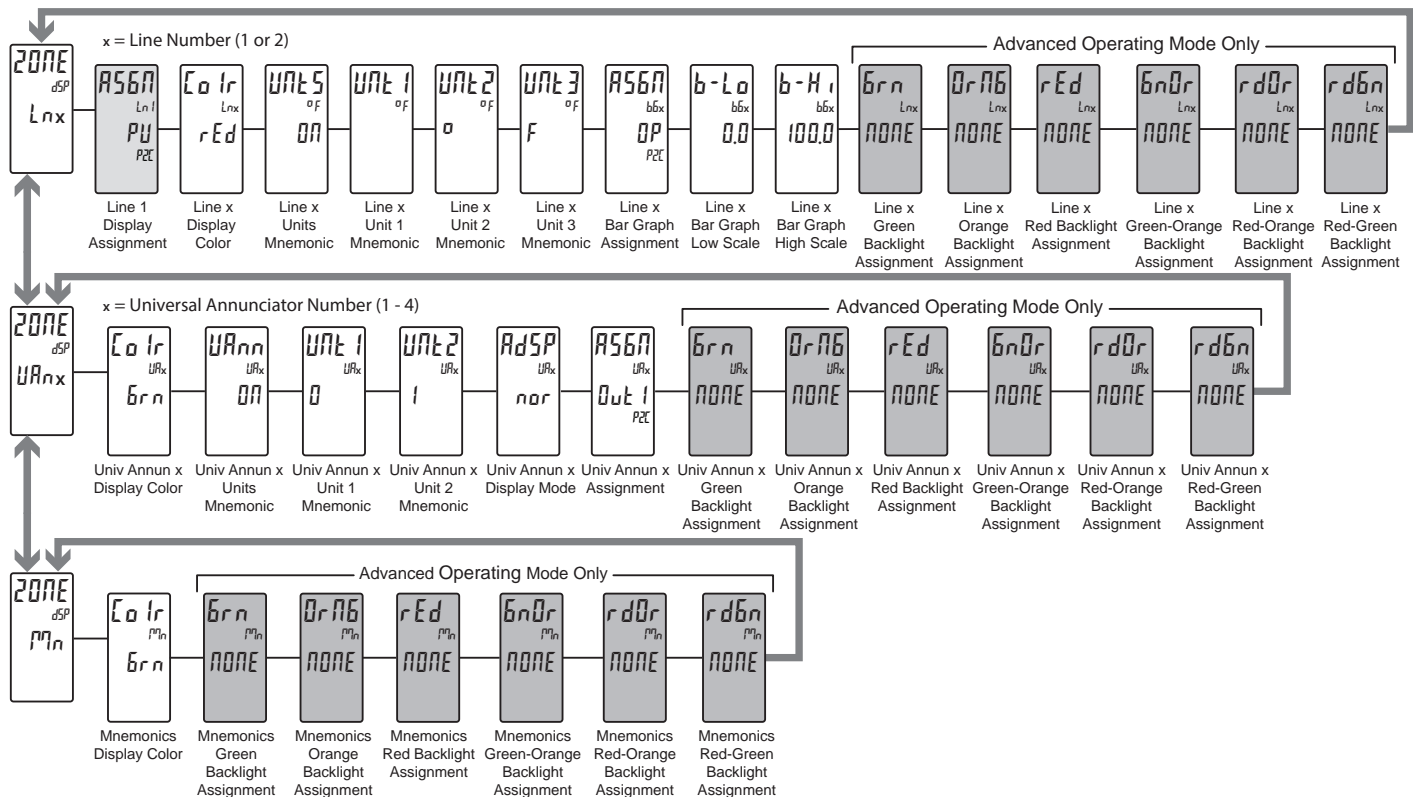 x = Line Number (1 or 2)
Advanced Operating Mode Only
ZONE
dSP
Lnx
ASGN
Ln1
PV
P2C
Line 1
Display
Assignment
Colr
Lnx
rEd
Line x
Display
Color
UNtS
°F
ON
Line x
Units
Mnemonic
UNt1
°F
Line x
Unit 1
Mnemonic
UNt2
°F
o
Line x
Unit 2
Mnemonic
UNt3
°F
F
Line x
Unit 3
Mnemonic
ASGN
bGx
OP
P2C
Line x
Bar Graph
Assignment
b-Lo
bGx
0.0
Line x
Bar Graph
Low Scale
b-Hi
bGx
100.0
Line x
Bar Graph
High Scale
Grn
Lnx
NONE
Line x
Green
Backlight
Assignment
OrNG
Lnx
NONE
Line x
Orange
Backlight
Assignment
rEd
Lnx
NONE
Line x
Red Backlight
Assignment
GnOr
Lnx
NONE
Line x
Green-Orange
Backlight
Assignment
rdOr
Lnx
NONE
Line x
Red-Orange
Backlight
Assignment
rdGn
Lnx
NONE
Line x
Red-Green
Backlight
Assignment
x = Universal Annunciator Number (1 - 4)
Advanced Operating Mode Only
ZONE
dSP
UAnx
Colr
UAx
Grn
Univ Annun x
Display Color
UAnn
UAx
ON
Univ Annun x
Units
Mnemonic
UNt1
UAx
0
Univ Annun x
Unit 1
Mnemonic
UNt2
UAx
1
Univ Annun x
Unit 2
Mnemonic
AdSP
UAx
nor
Univ Annun x
Display Mode
ASGN
UAx
Out1
P2C
Univ Annun x
Assignment
Grn
UAx
NONE
Univ Annun x
Green
Backlight
Assignment
OrNG
UAx
NONE
Univ Annun x
Orange
Backlight
Assignment
rEd
UAx
NONE
Univ Annun x
Red Backlight
Assignment
GnOr
UAx
NONE
Univ Annun x
Green-Orange
Backlight
Assignment
rdOr
UAx
NONE
Univ Annun x
Red-Orange
Backlight
Assignment
rdGn
UAx
NONE
Univ Annun x
Red-Green
Backlight
Assignment
Advanced Operating Mode Only
ZONE
dSP
Mn
Colr
Mn
Grn
Mnemonics
Display Color
Grn
Mn
NONE
Mnemonics
Green
Backlight
Assignment
OrNG
Mn
NONE
Mnemonics
Orange
Backlight
Assignment
rEd
Mn
NONE
Mnemonics
Red Backlight
Assignment
GnOr
Mn
NONE
Mnemonics
Green-Orange
Backlight
Assignment
rdOr
Mn
NONE
Mnemonics
Red-Orange
Backlight
Assignment
rdGn
Mn
NONE
Mnemonics
Red-Green
Backlight
Assignment